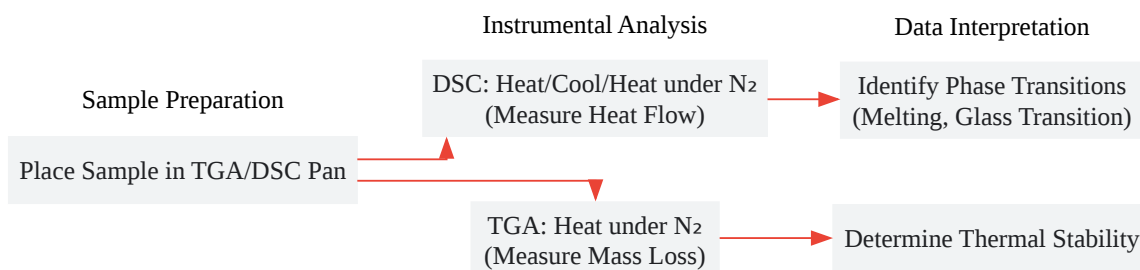 Instrumental Analysis
Data Interpretation
Sample Preparation
DSC: Heat/Cool/Heat under N₂
(Measure Heat Flow)
Identify Phase Transitions
(Melting, Glass Transition)
Place Sample in TGA/DSC Pan
TGA: Heat under N₂
(Measure Mass Loss)
Determine Thermal Stability